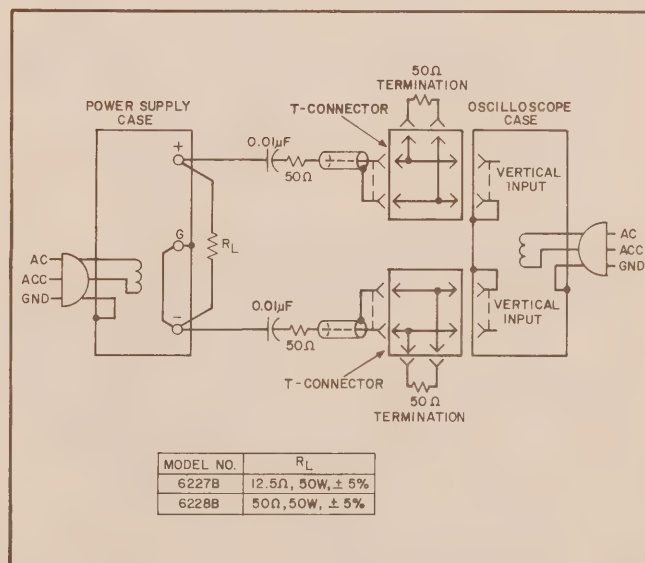 50Ω
TERMINATION
T-CONNECTOR
POWER SUPPLY
CASE
OSCILLOSCOPE
CASE
+
0.01µF
50Ω
VERTICAL
INPUT
G
RL
AC
ACC
GND
AC
ACC
GND
-
0.01µF
50Ω
VERTICAL
INPUT
T-CONNECTOR
50Ω
TERMINATION
MODEL NO. RL
6227B 12.5Ω, 50W, ± 5%
6228B 50Ω, 50W, ± 5%